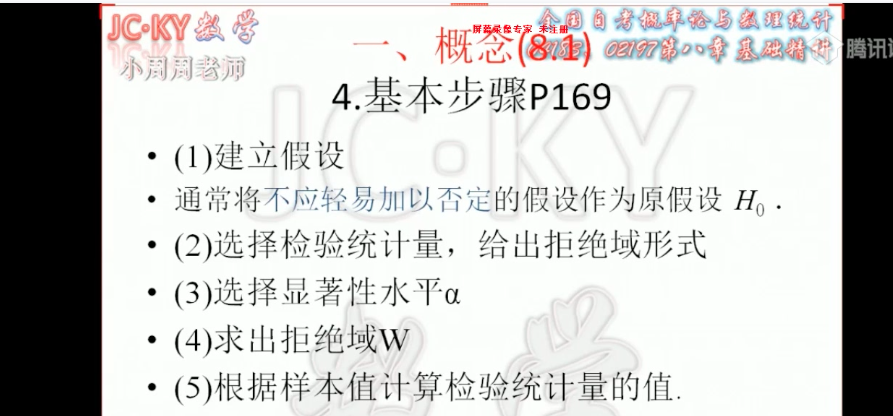 JC·KY数学
小周周老师
屏幕录像专家 未注册
全国自考概率论与数理统计
02197第八章基础精讲
腾讯
一、概念(8.1)
4.基本步骤P169
• (1)建立假设
• 通常将不应轻易加以否定的假设作为原假设 H₀ .
• (2)选择检验统计量，给出拒绝域形式
• (3)选择显著性水平α
• (4)求出拒绝域W
• (5)根据样本值计算检验统计量的值.
JC·KY
数学